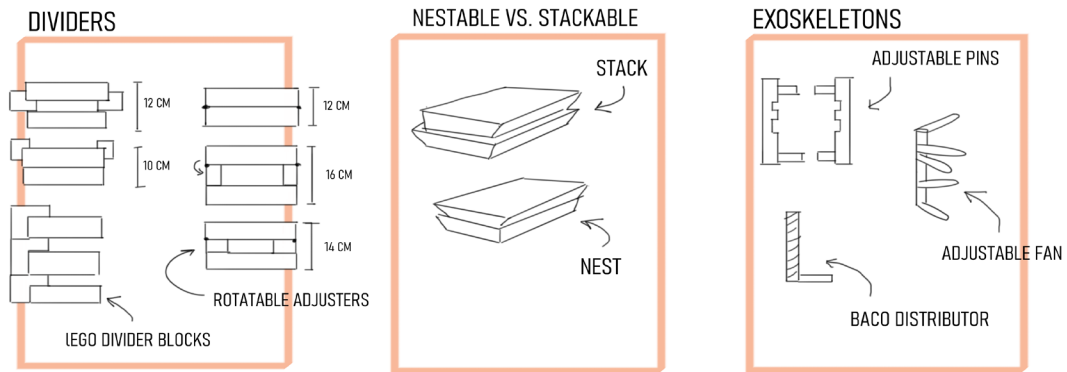 DIVIDERS
12 CM
10 CM
12 CM
16 CM
14 CM
ROTATABLE ADJUSTERS
lEGO DIVIDER BLOCKS
NESTABLE VS. STACKABLE
STACK
NEST
EXOSKELETONS
ADJUSTABLE PINS
ADJUSTABLE FAN
BACO DISTRIBUTOR